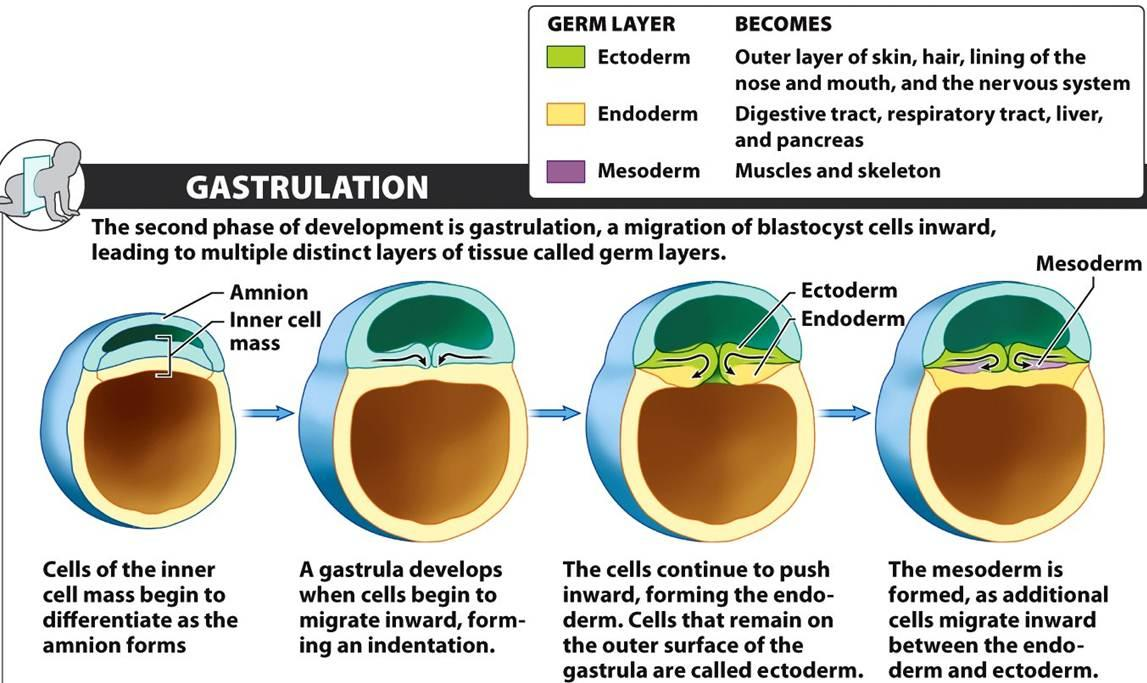 GERM LAYER BECOMES
Ectoderm Outer layer of skin, hair, lining of the
nose and mouth, and the nervous system
Endoderm Digestive tract, respiratory tract, liver,
and pancreas
Mesoderm Muscles and skeleton
GASTRULATION
The second phase of development is gastrulation, a migration of blastocyst cells inward,
leading to multiple distinct layers of tissue called germ layers.
Amnion
Inner cell
mass
Ectoderm
Endoderm
Mesoderm
Cells of the inner
cell mass begin to
differentiate as the
amnion forms
A gastrula develops
when cells begin to
migrate inward, form-
ing an indentation.
The cells continue to push
inward, forming the endo-
derm. Cells that remain on
the outer surface of the
gastrula are called ectoderm.
The mesoderm is
formed, as additional
cells migrate inward
between the endo-
derm and ectoderm.